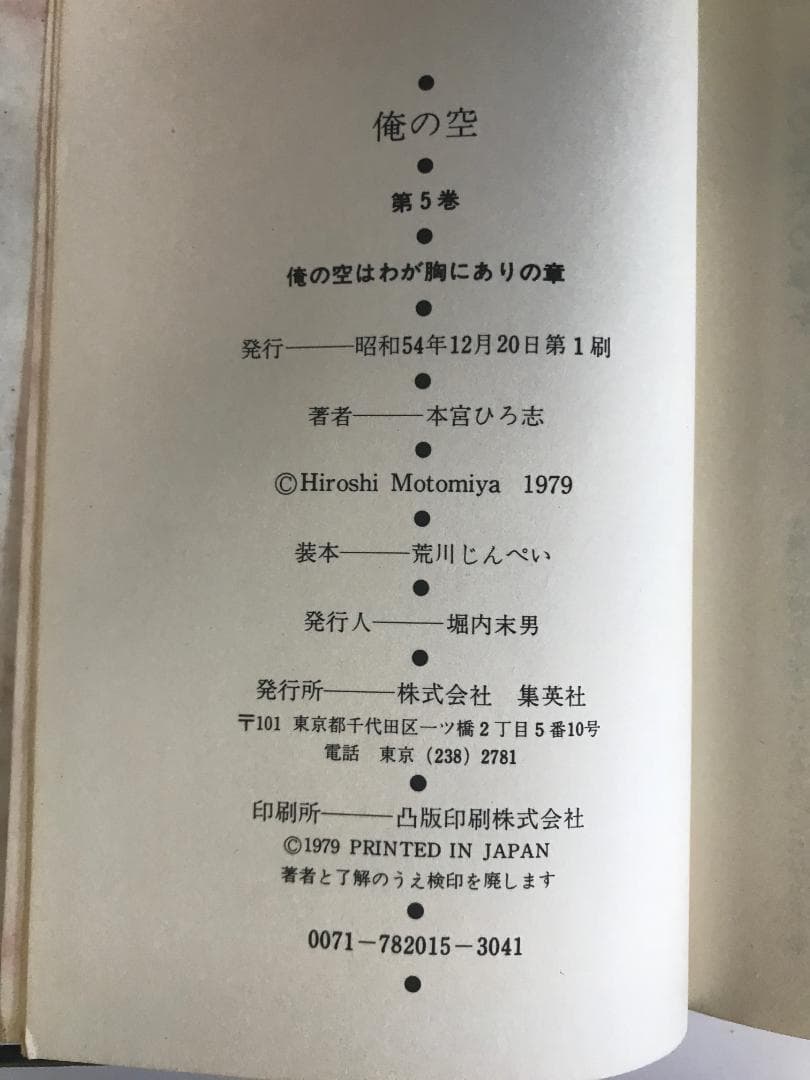 俺の空
第5巻
俺の空はわが胸にありの章
発行───昭和54年12月20日第1刷
著者───本宮ひろ志
©Hiroshi Motomiya 1979
装本───荒川じんぺい
発行人───堀内末男
発行所───株式会社 集英社
〒101 東京都千代田区一ツ橋2丁目5番10号
電話 東京(238)2781
印刷所───凸版印刷株式会社
©1979 PRINTED IN JAPAN
著者と了解のうえ検印を廃します
0071-782015-3041